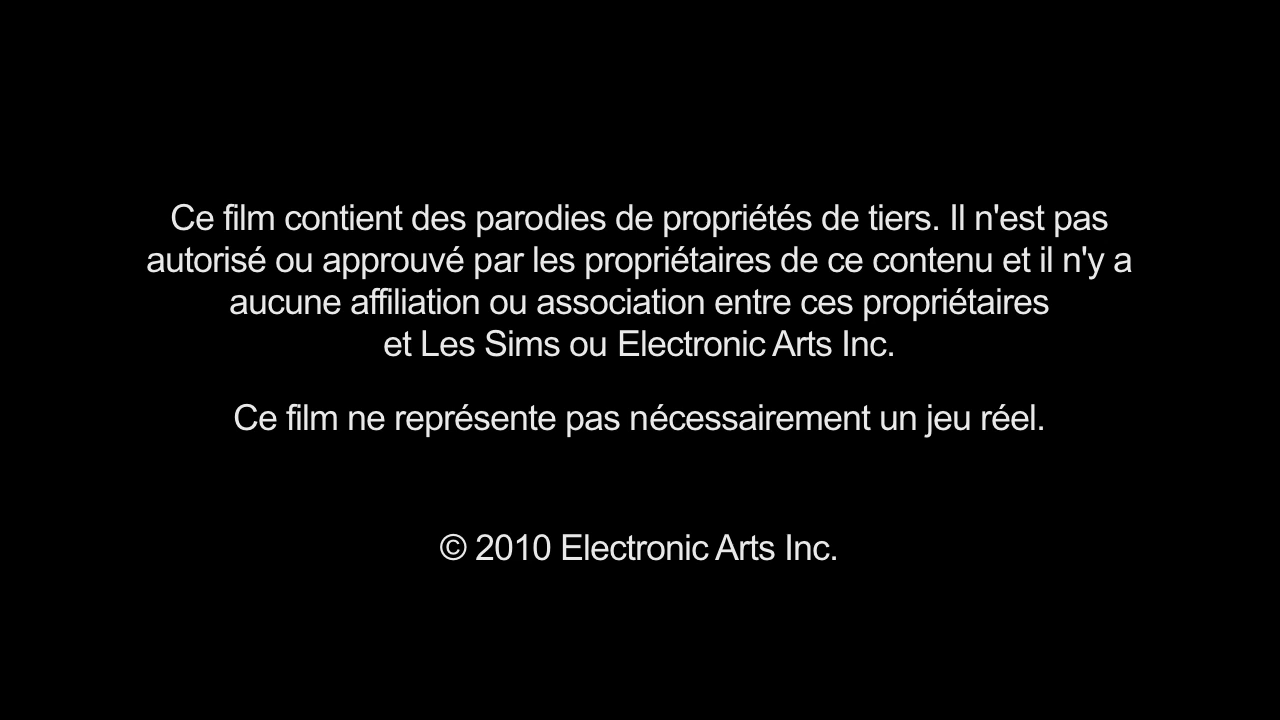 Ce film contient des parodies de propriétés de tiers. Il n'est pas
autorisé ou approuvé par les propriétaires de ce contenu et il n'y a
aucune affiliation ou association entre ces propriétaires
et Les Sims ou Electronic Arts Inc.
Ce film ne représente pas nécessairement un jeu réel.
© 2010 Electronic Arts Inc.